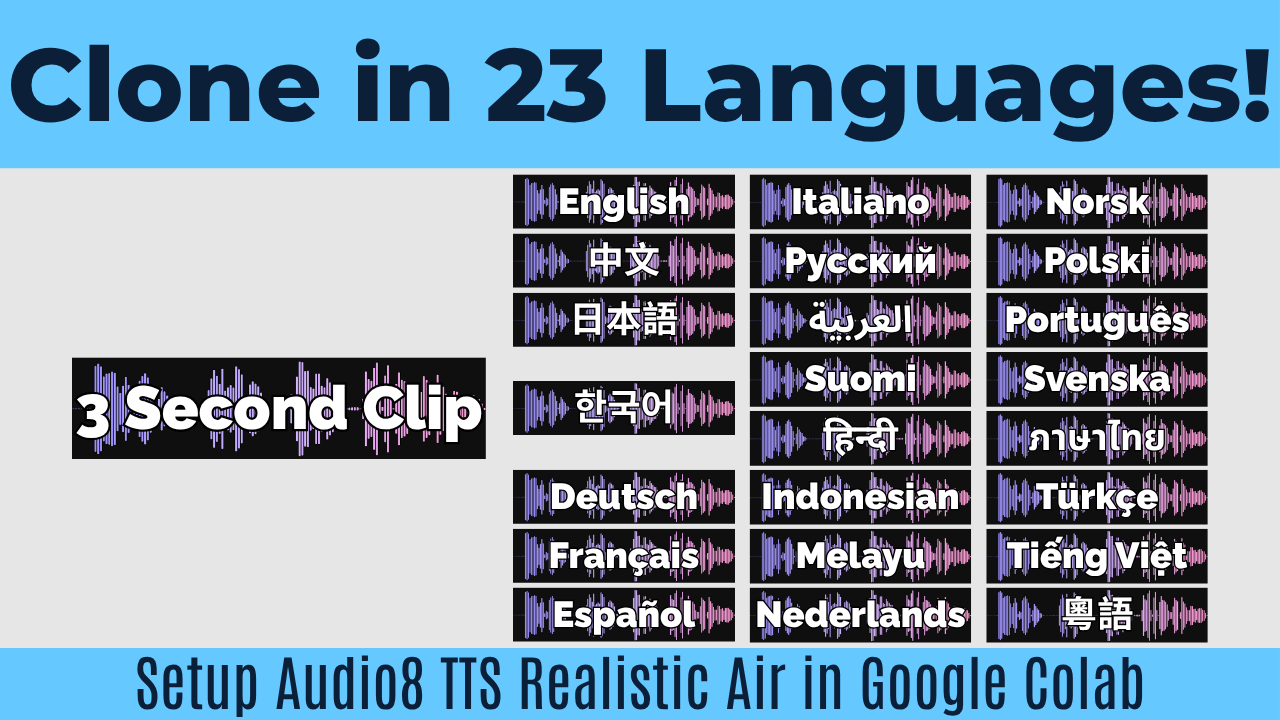 Clone in 23 Languages!
3 Second Clip
English
中文
日本語
한국어
Deutsch
Français
Español
Italiano
Русский
العربية
Suomi
हिन्दी
Indonesian
Melayu
Nederlands
Norsk
Polski
Português
Svenska
ภาษาไทย
Türkçe
Tiếng Việt
粵語
Setup Audio8 TTS Realistic Air in Google Colab